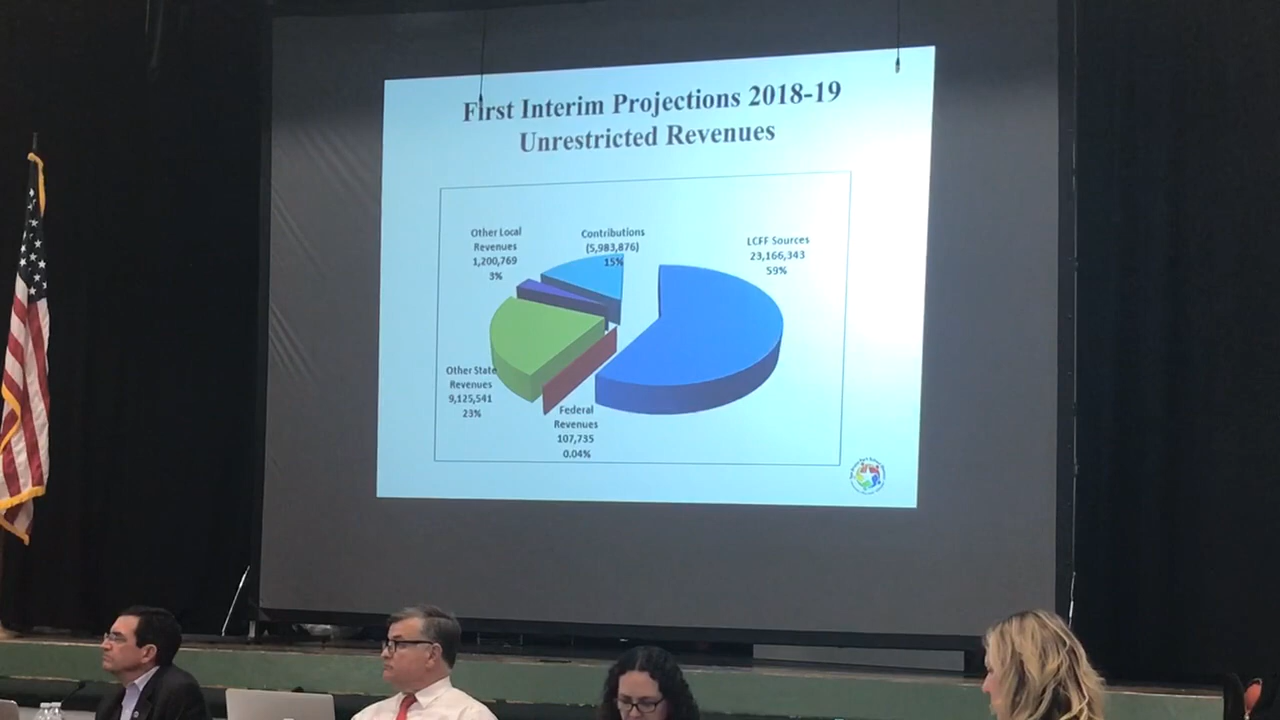 First Interim Projections 2018-19
Unrestricted Revenues
Other Local
Revenues
1,200,769
3%
Contributions
(5,983,876)
15%
LCFF Sources
23,166,343
59%
Other State
Revenues
9,125,541
23%
Federal
Revenues
107,735
0.04%